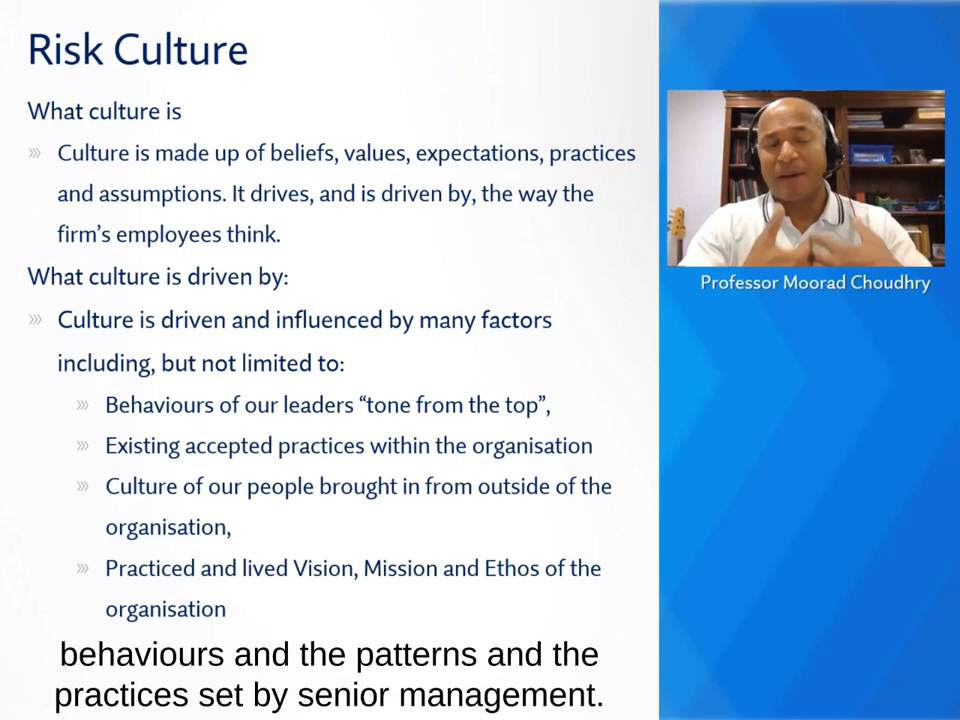 Risk Culture
What culture is
Culture is made up of beliefs, values, expectations, practices
and assumptions. It drives, and is driven by, the way the
firm's employees think.
What culture is driven by:
Culture is driven and influenced by many factors
including, but not limited to:
Behaviours of our leaders “tone from the top”,
Existing accepted practices within the organisation
Culture of our people brought in from outside of the
organisation,
Practiced and lived Vision, Mission and Ethos of the
organisation
behaviours and the patterns and the
practices set by senior management.
Professor Moorad Choudhry